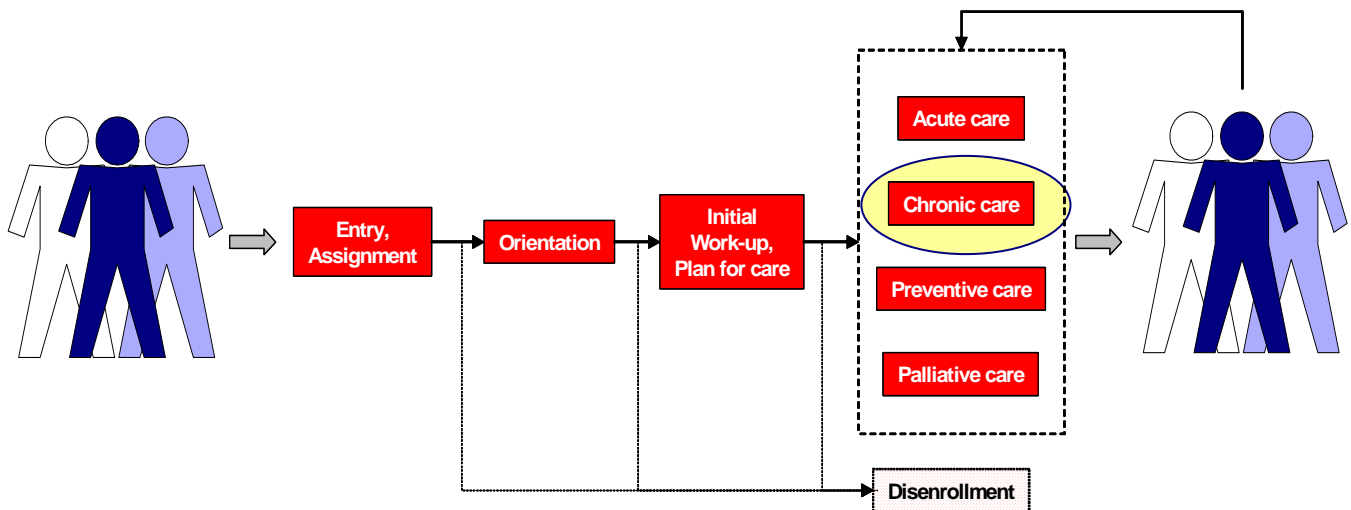 Entry,
Assignment
Orientation
Initial
Work-up,
Plan for care
Acute care
Chronic care
Preventive care
Palliative care
Disenrollment